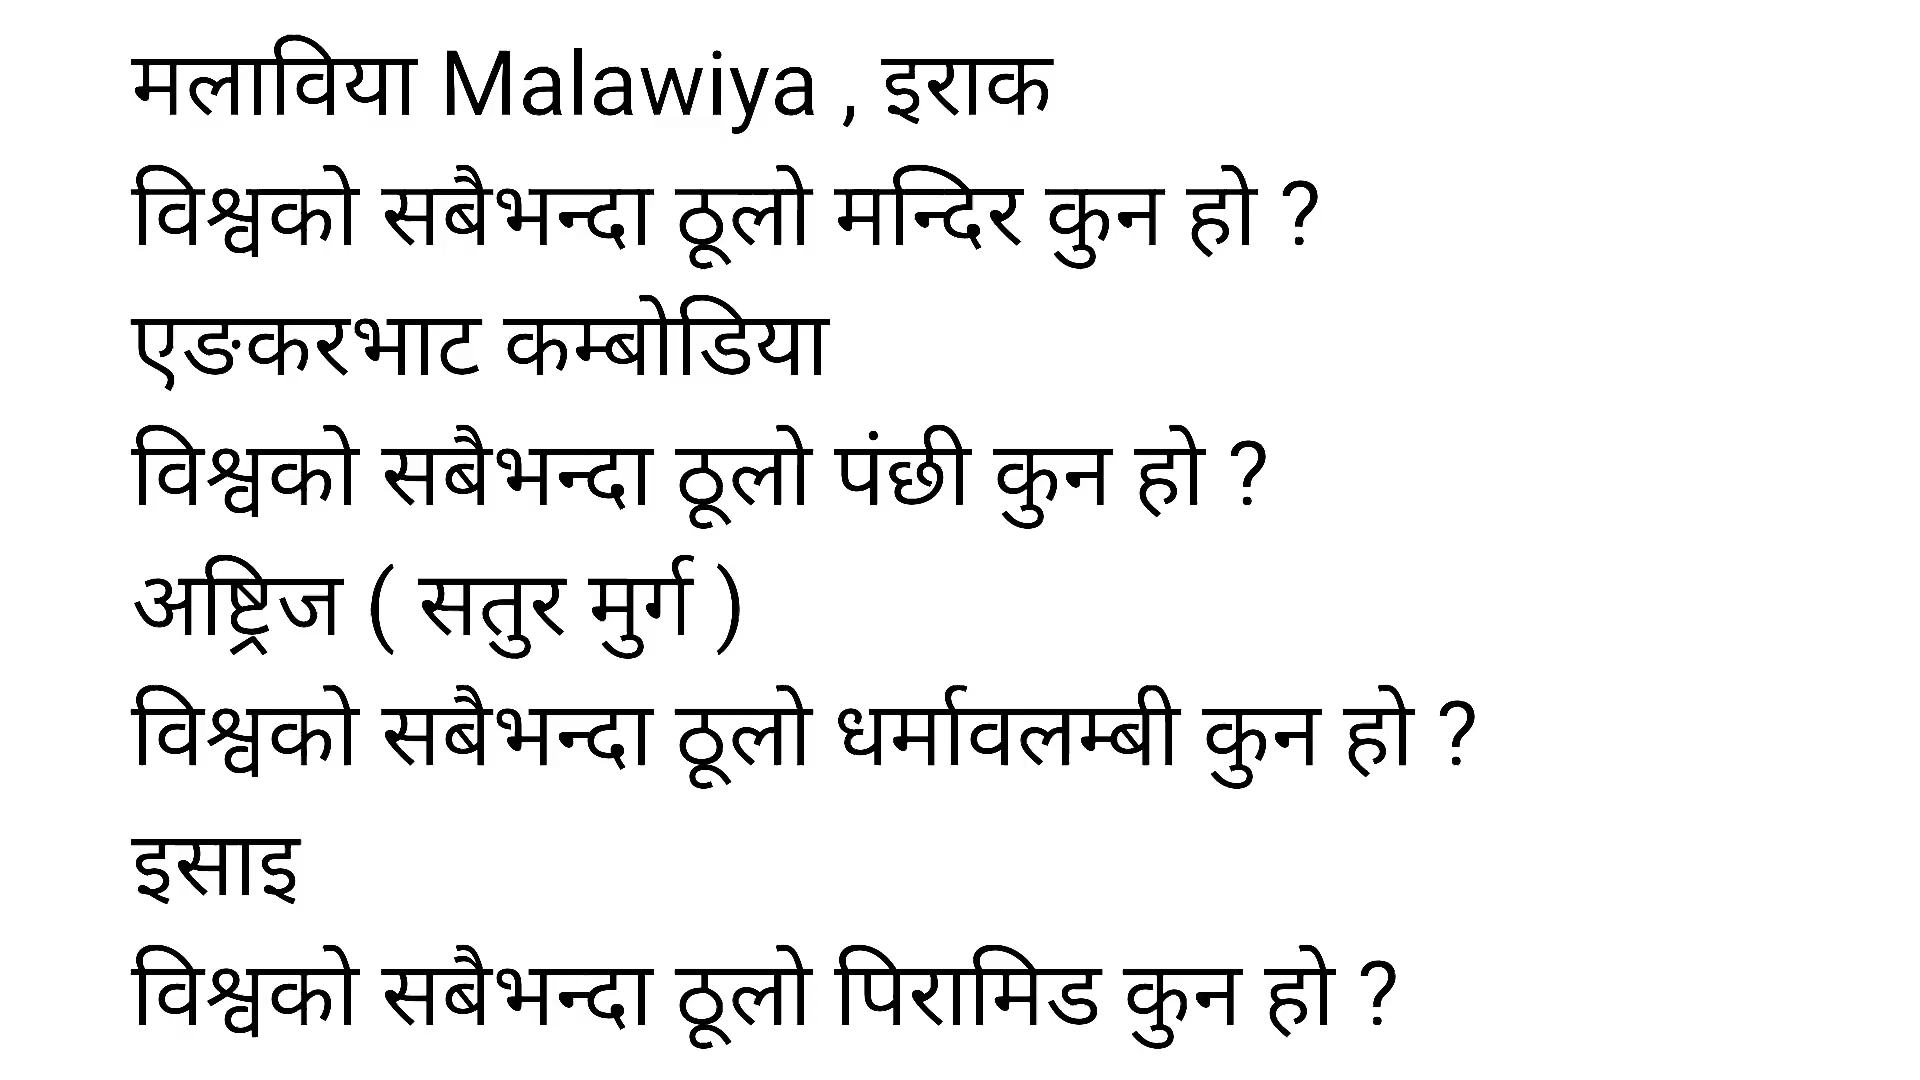 मलाविया Malawiya , इराक
विश्वको सबैभन्दा ठूलो मन्दिर कुन हो ?
एङकरभाट कम्बोडिया
विश्वको सबैभन्दा ठूलो पंछी कुन हो ?
अष्ट्रिज ( सतुर मुर्ग )
विश्वको सबैभन्दा ठूलो धर्मावलम्बी कुन हो ?
इसाइ
विश्वको सबैभन्दा ठूलो पिरामिड कुन हो ?